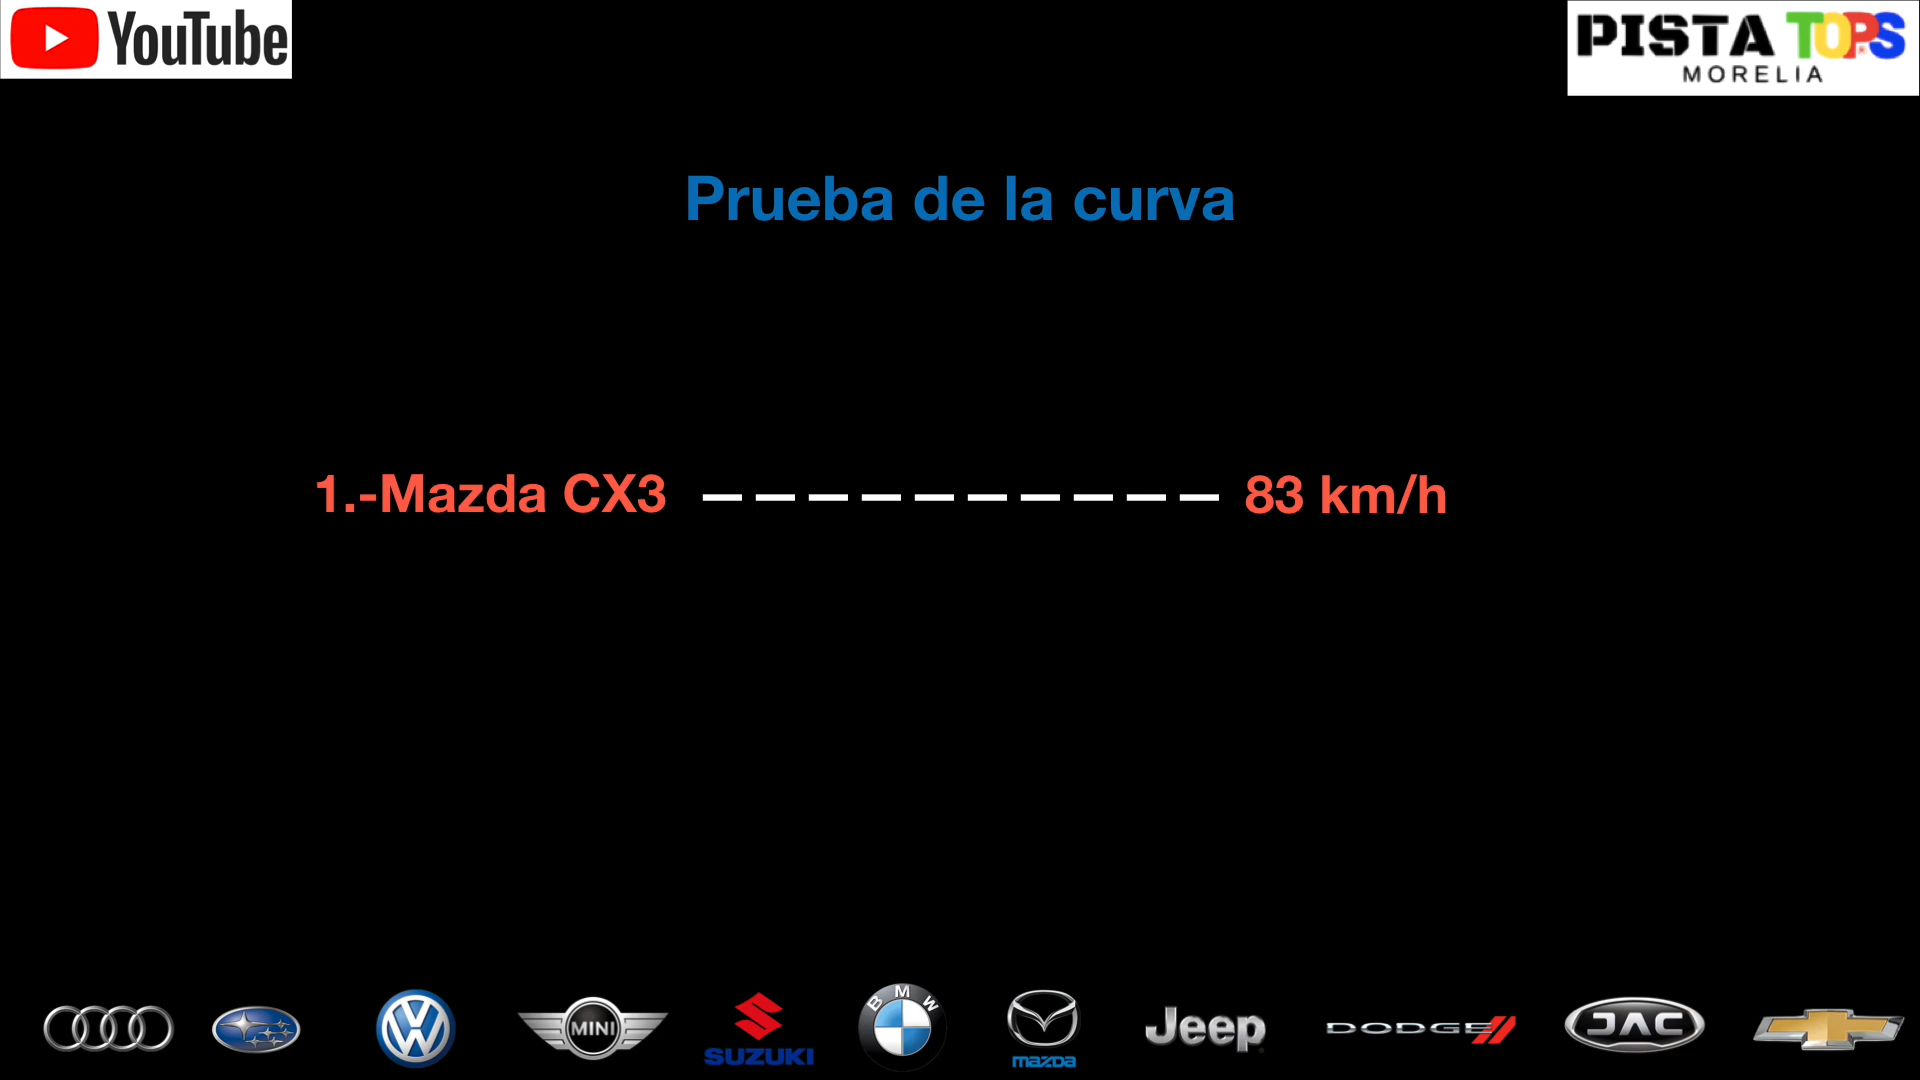 YouTube
PISTA TOPS
MORELIA
Prueba de la curva
1.-Mazda CX3 — — — — — — — — — — 83 km/h
MINI
SUZUKI
BMW
mazda
Jeep
DODGE
JAC